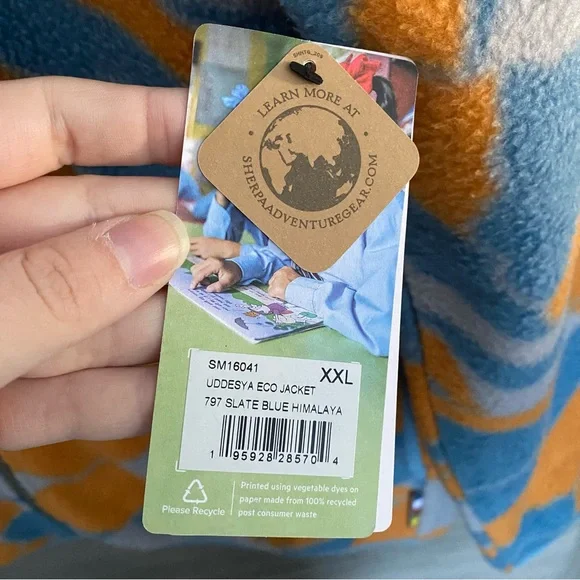 • LEARN MORE AT •
SHERPAADVENTUREGEAR.COM
SM16041
XXL
UDDESYA ECO JACKET
797 SLATE BLUE HIMALAYA
1 95928 28570 4
Please Recycle
Printed using vegetable dyes on
paper made from 100% recycled
post consumer waste